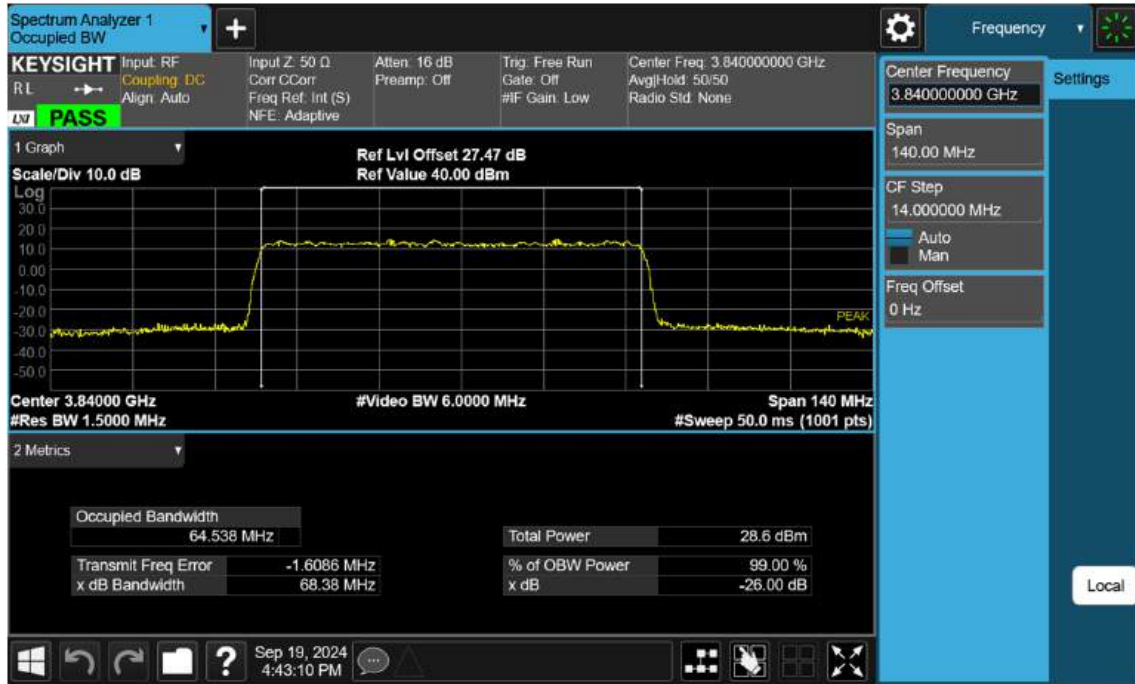 Spectrum Analyzer 1
Occupied BW
Frequency
KEYSIGHT
RL
LXI
PASS
Input: RF
Coupling: DC
Align: Auto
Input Z: 50 Ω
Corr CCorr
Freq Ref: Int (S)
NFE: Adaptive
Atten: 16 dB
Preamp: Off
Trig: Free Run
Gate: Off
#IF Gain: Low
Center Freq: 3.840000000 GHz
Avg|Hold: 50/50
Radio Std: None
Center Frequency
3.840000000 GHz
Settings
Span
140.00 MHz
CF Step
14.000000 MHz
Auto
Man
Freq Offset
0 Hz
Local
1 Graph
Scale/Div 10.0 dB
Ref Lvl Offset 27.47 dB
Ref Value 40.00 dBm
Log
30.0
20.0
10.0
0.00
-10.0
-20.0
-30.0
-40.0
-50.0
PEAK
Center 3.84000 GHz
#Video BW 6.0000 MHz
Span 140 MHz
#Res BW 1.5000 MHz
#Sweep 50.0 ms (1001 pts)
2 Metrics
Occupied Bandwidth
64.538 MHz
Total Power 28.6 dBm
Transmit Freq Error -1.6086 MHz
% of OBW Power 99.00 %
x dB Bandwidth 68.38 MHz
x dB -26.00 dB
?
Sep 19, 2024
4:43:10 PM